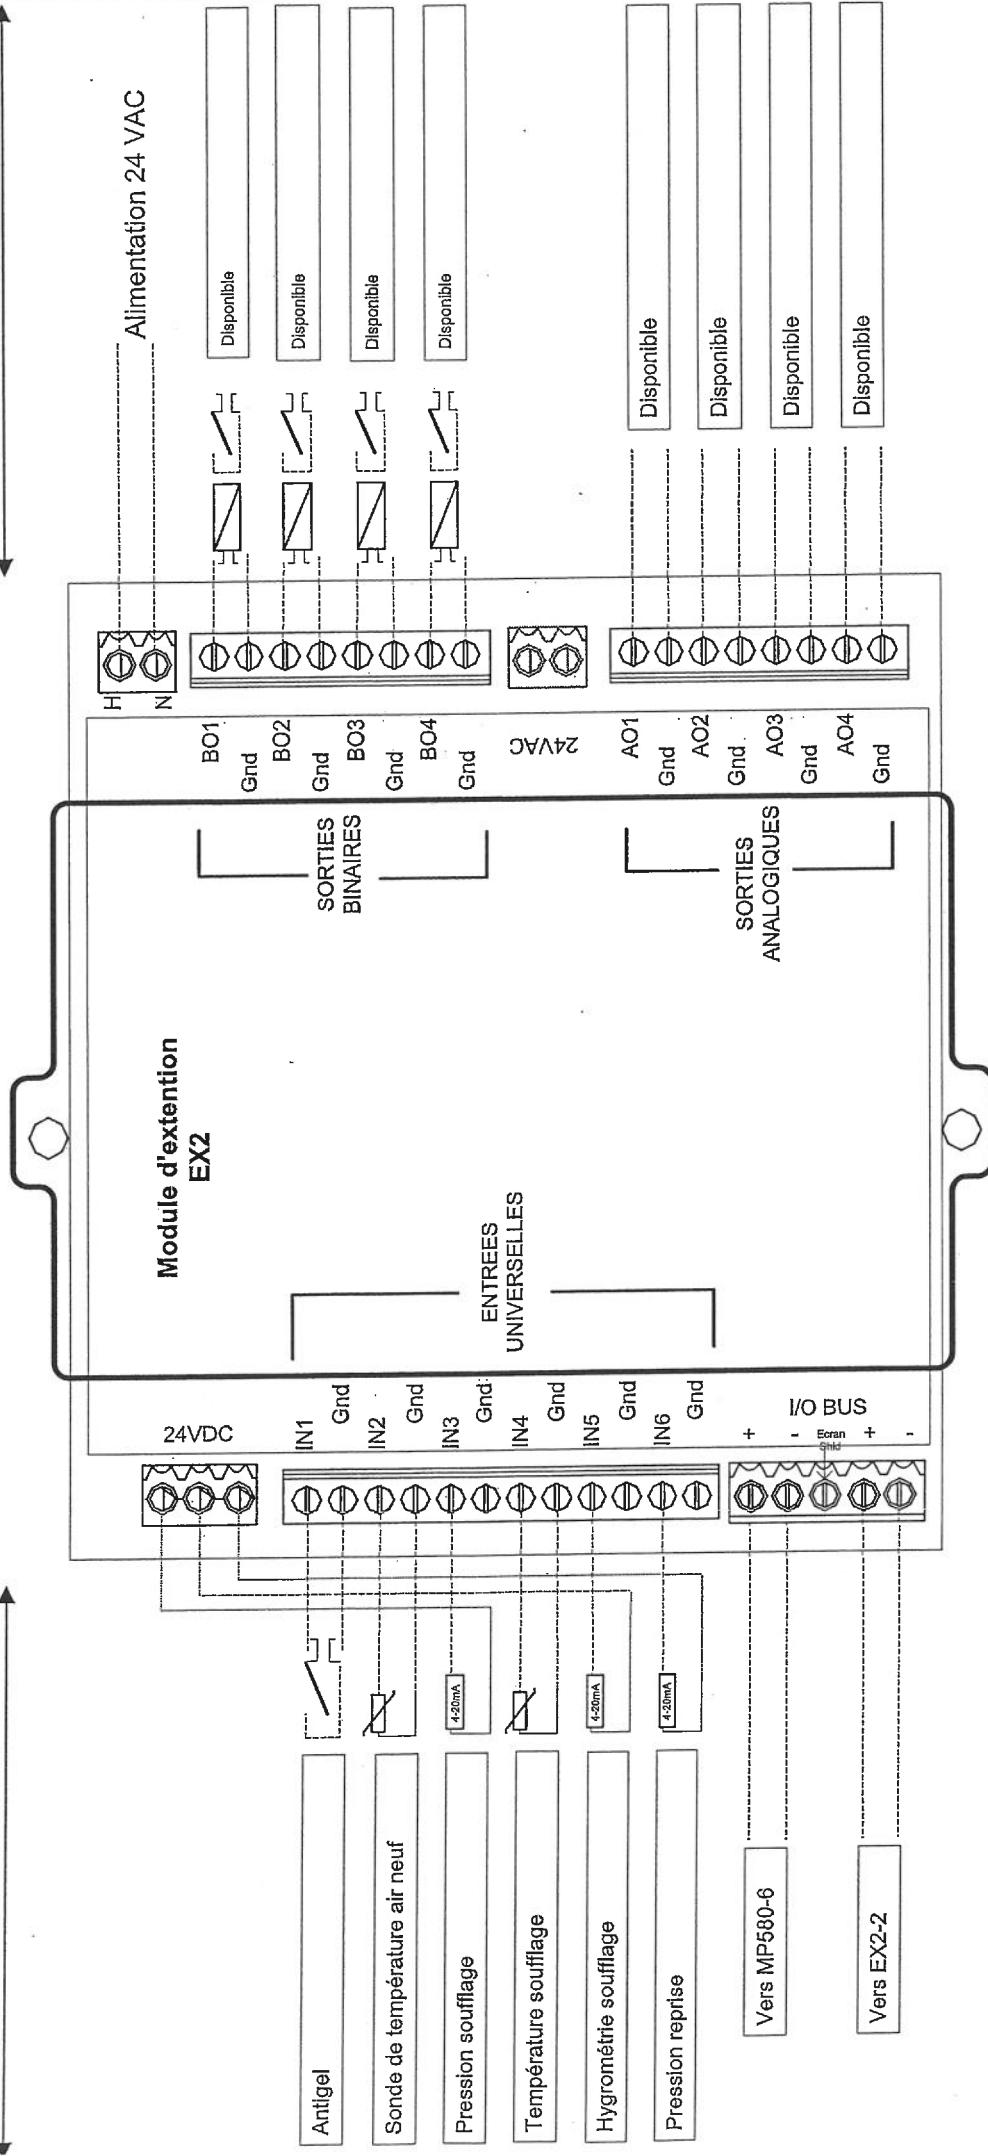 Alimentation 24 VAC
Disponible
Disponible
Disponible
Disponible
Disponible
Disponible
Disponible
Disponible
H
N
BO1
Gnd
BO2
Gnd
BO3
Gnd
BO4
Gnd
24VAC
AO1
Gnd
AO2
Gnd
AO3
Gnd
AO4
Gnd
SORTIES
BINAIRES
SORTIES
ANALOGIQUES
Module d'extention
EX2
ENTREES
UNIVERSELLES
24VDC
IN1
Gnd
IN2
Gnd
IN3
Gnd
IN4
Gnd
IN5
Gnd
IN6
Gnd
I/O BUS
+
-
Ecran
Shld
+
-
4-20mA
4-20mA
4-20mA
Antigel
Sonde de température air neuf
Pression soufflage
Température soufflage
Hygrométrie soufflage
Pression reprise
Vers MP580-6
Vers EX2-2